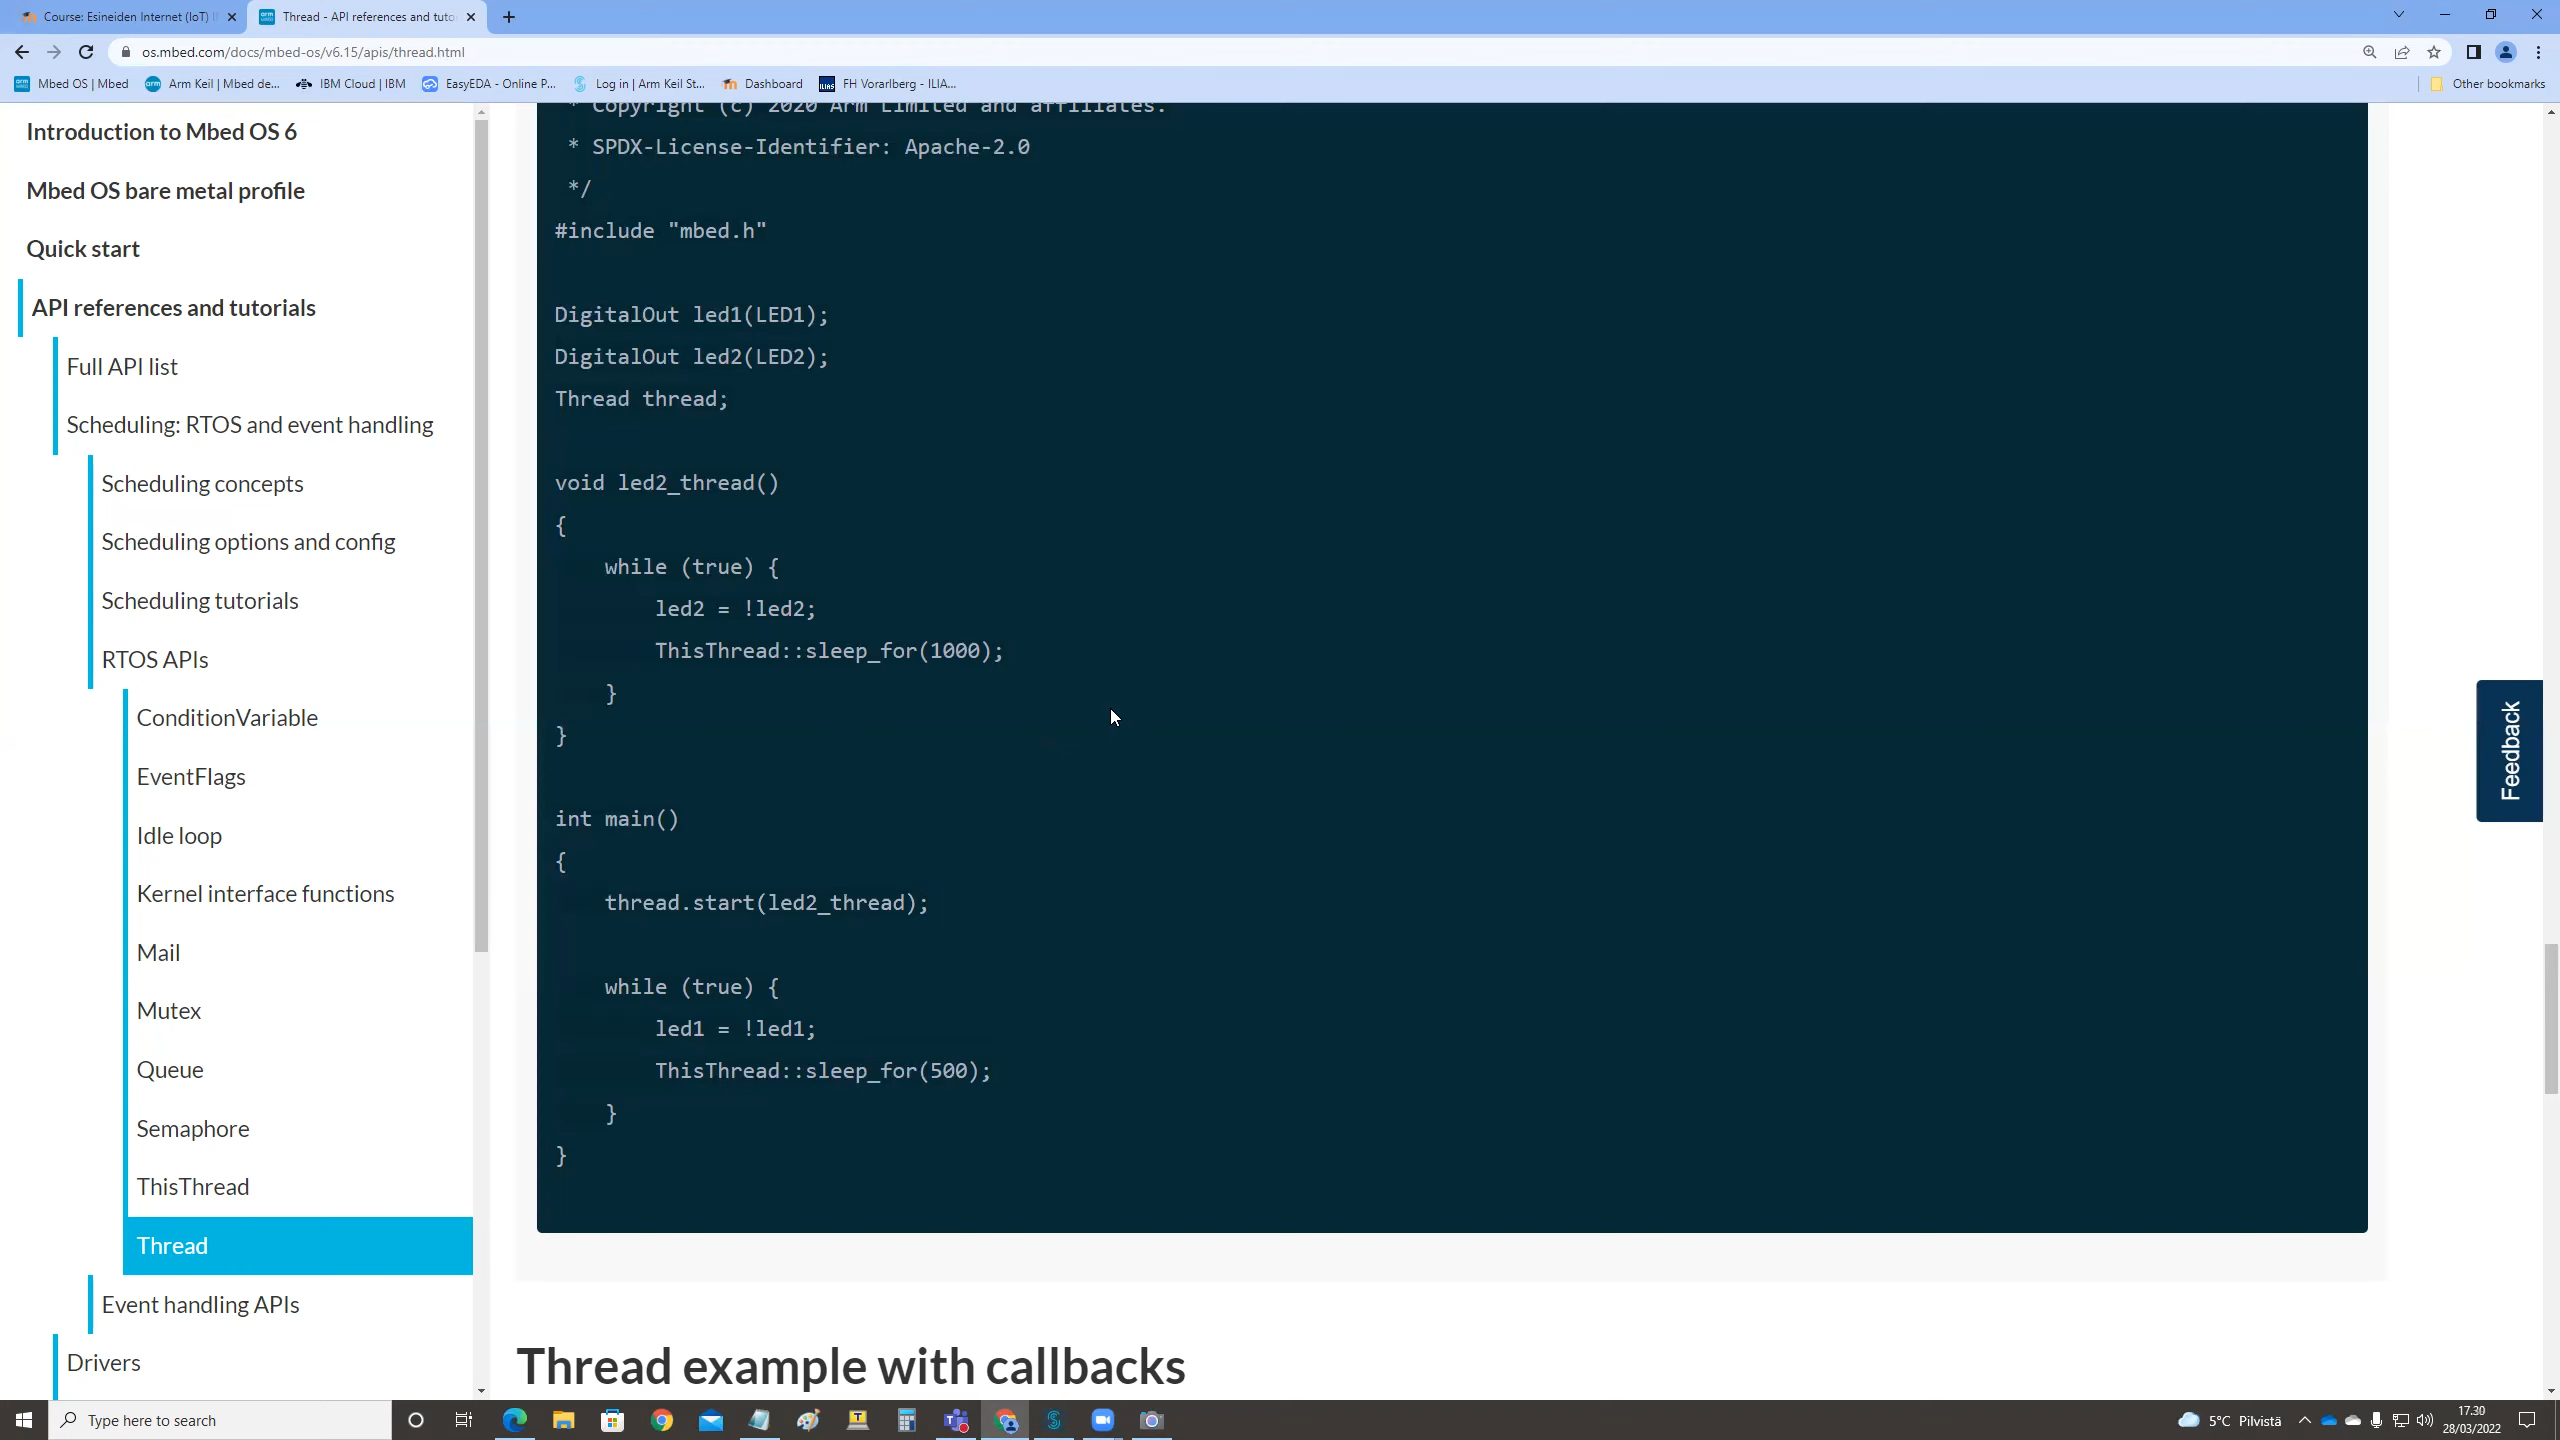 Course: Esineiden Internet (IoT) I
Thread - API references and tuto
os.mbed.com/docs/mbed-os/v6.15/apis/thread.html
Mbed OS | Mbed
Arm Keil | Mbed de...
IBM Cloud | IBM
EasyEDA - Online P...
Log in | Arm Keil St...
Dashboard
FH Vorarlberg - ILIA...
Other bookmarks
Introduction to Mbed OS 6
Mbed OS bare metal profile
Quick start
API references and tutorials
Full API list
Scheduling: RTOS and event handling
Scheduling concepts
Scheduling options and config
Scheduling tutorials
RTOS APIs
ConditionVariable
EventFlags
Idle loop
Kernel interface functions
Mail
Mutex
Queue
Semaphore
ThisThread
Thread
Event handling APIs
Drivers
* Copyright (c) 2020 Arm Limited and affiliates.
* SPDX-License-Identifier: Apache-2.0
*/
#include "mbed.h"
DigitalOut led1(LED1);
DigitalOut led2(LED2);
Thread thread;
void led2_thread()
{
while (true) {
led2 = !led2;
ThisThread::sleep_for(1000);
}
}
int main()
{
thread.start(led2_thread);
while (true) {
led1 = !led1;
ThisThread::sleep_for(500);
}
}
Thread example with callbacks
Feedback
Type here to search
5°C Pilvistä
17.30
28/03/2022